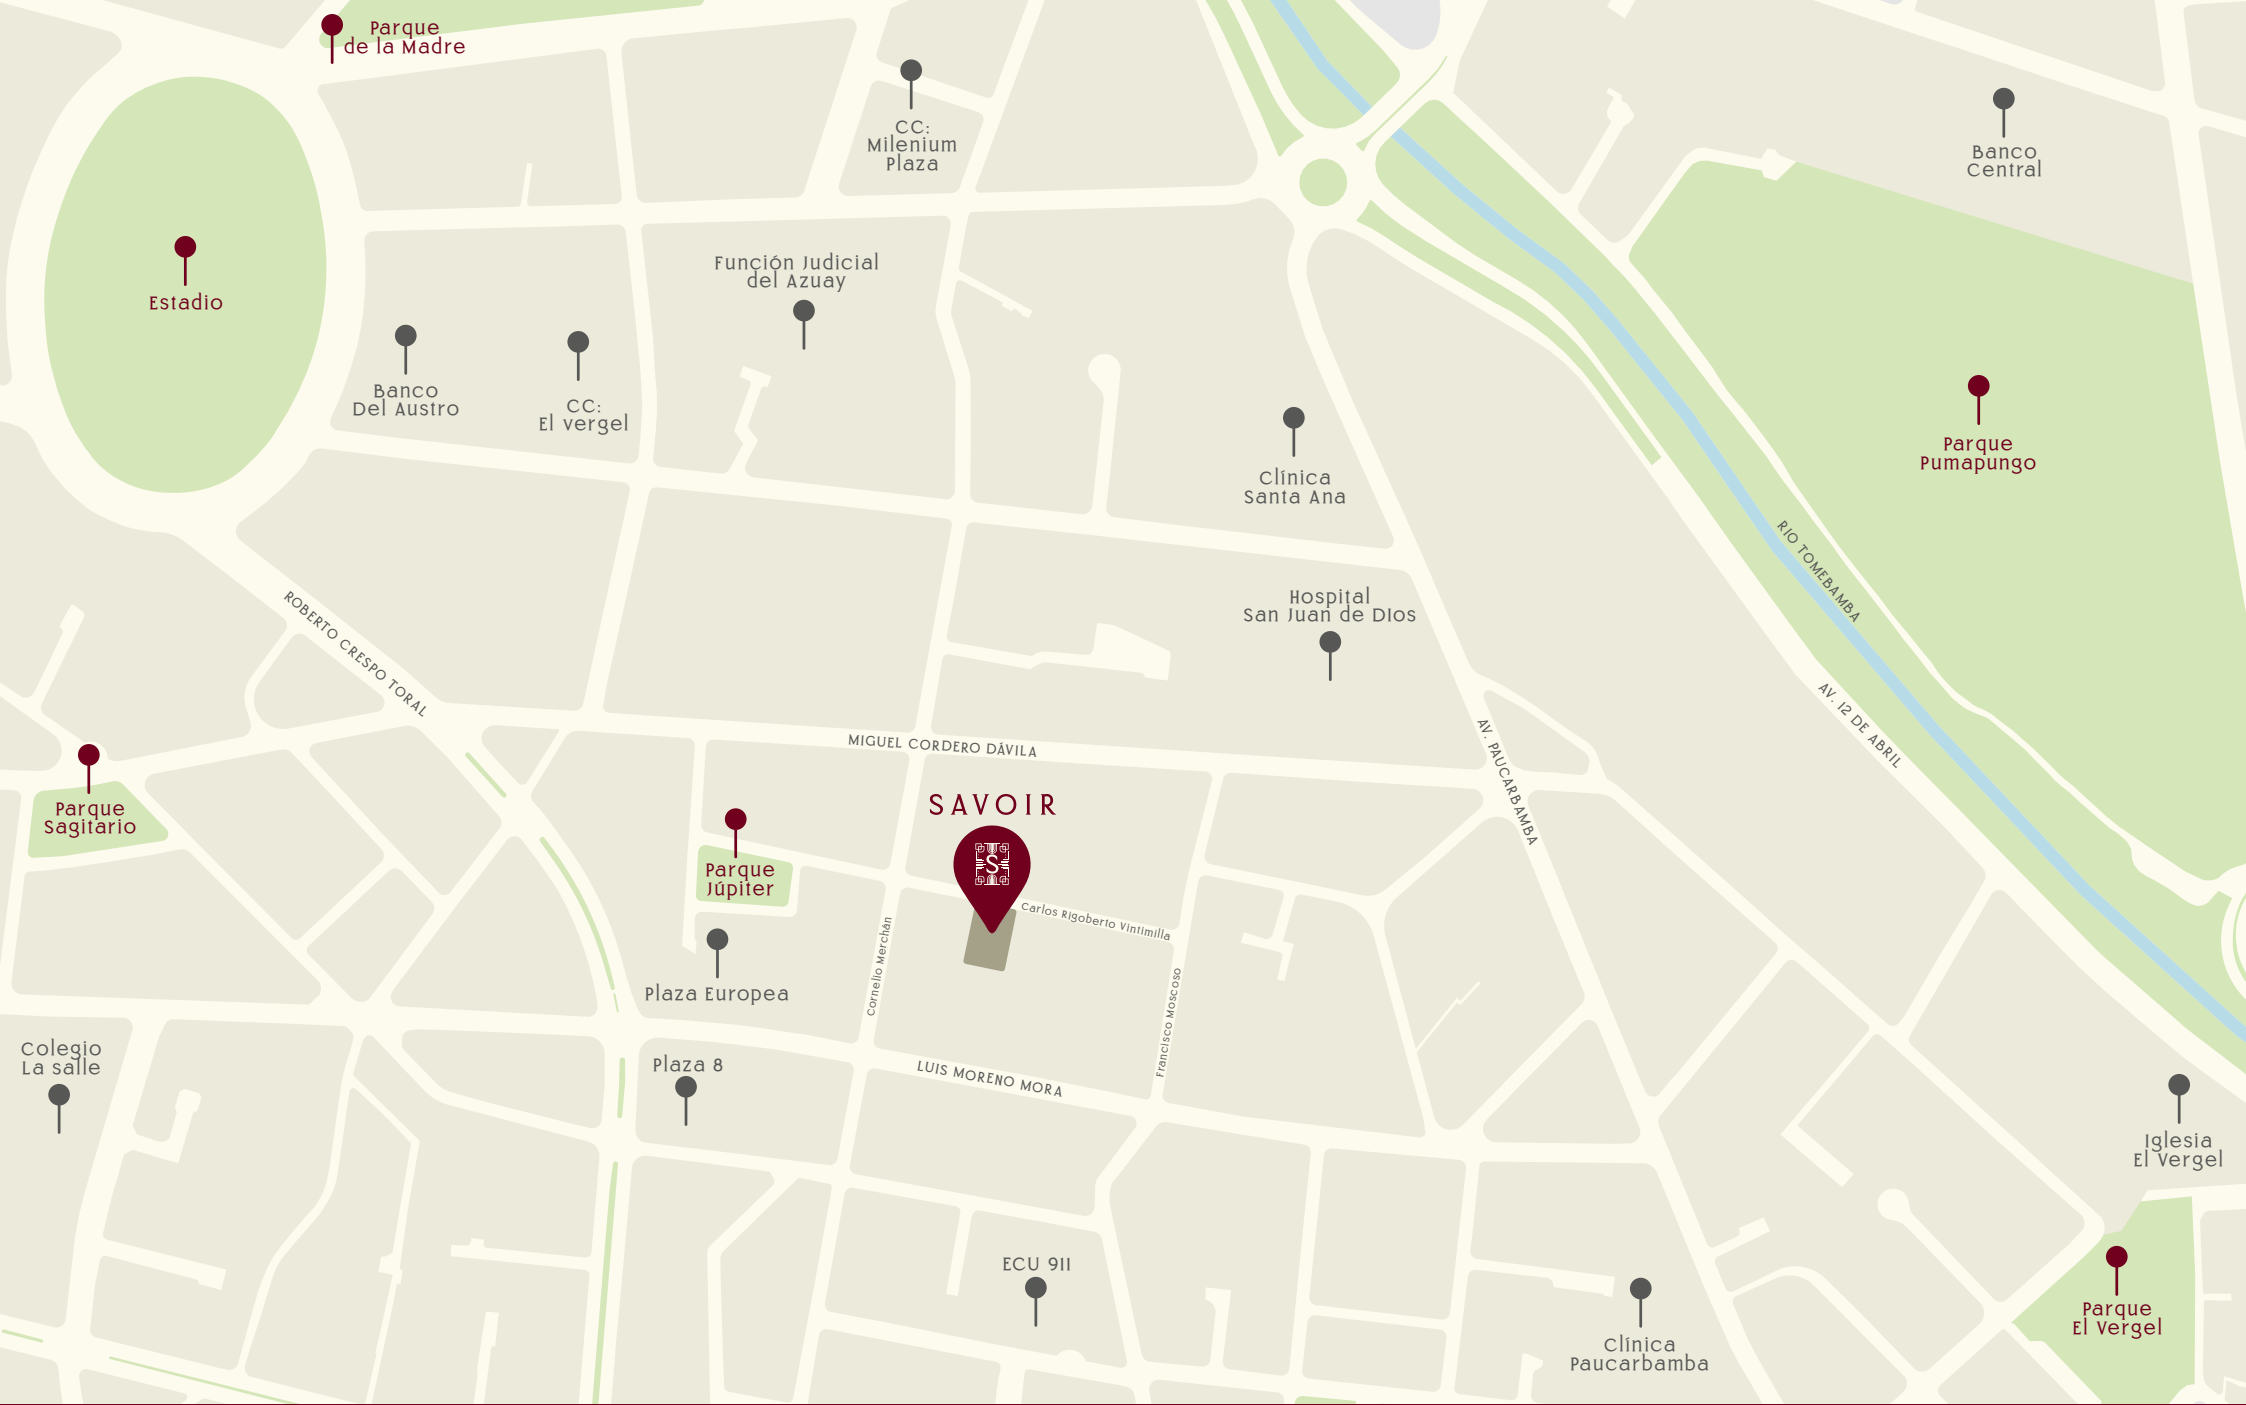 Parque
de la Madre
CC:
Milenium
Plaza
Banco
Central
Estadio
Función Judicial
del Azuay
Banco
Del Austro
CC:
El vergel
Clínica
Santa Ana
Parque
Pumapungo
RIO TOMEBAMBA
ROBERTO CRESPO TORAL
Hospital
San Juan de DIos
AV. 12 DE ABRIL
MIGUEL CORDERO DÁVILA
AV. PAUCARBAMBA
Parque
Sagitario
SAVOIR
S
Parque
Júpiter
Carlos Rigoberto Vintimilla
Cornelio Merchán
Francisco Moscoso
Plaza Europea
Colegio
La salle
Plaza 8
LUIS MORENO MORA
Iglesia
El Vergel
ECU 911
Clínica
Paucarbamba
Parque
El Vergel